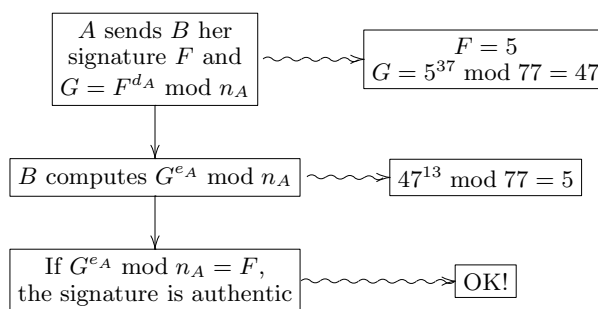 A sends B her
signature F and
G = F^{d_A} mod n_A
F = 5
G = 5^{37} mod 77 = 47
B computes G^{e_A} mod n_A
47^{13} mod 77 = 5
If G^{e_A} mod n_A = F,
the signature is authentic
OK!